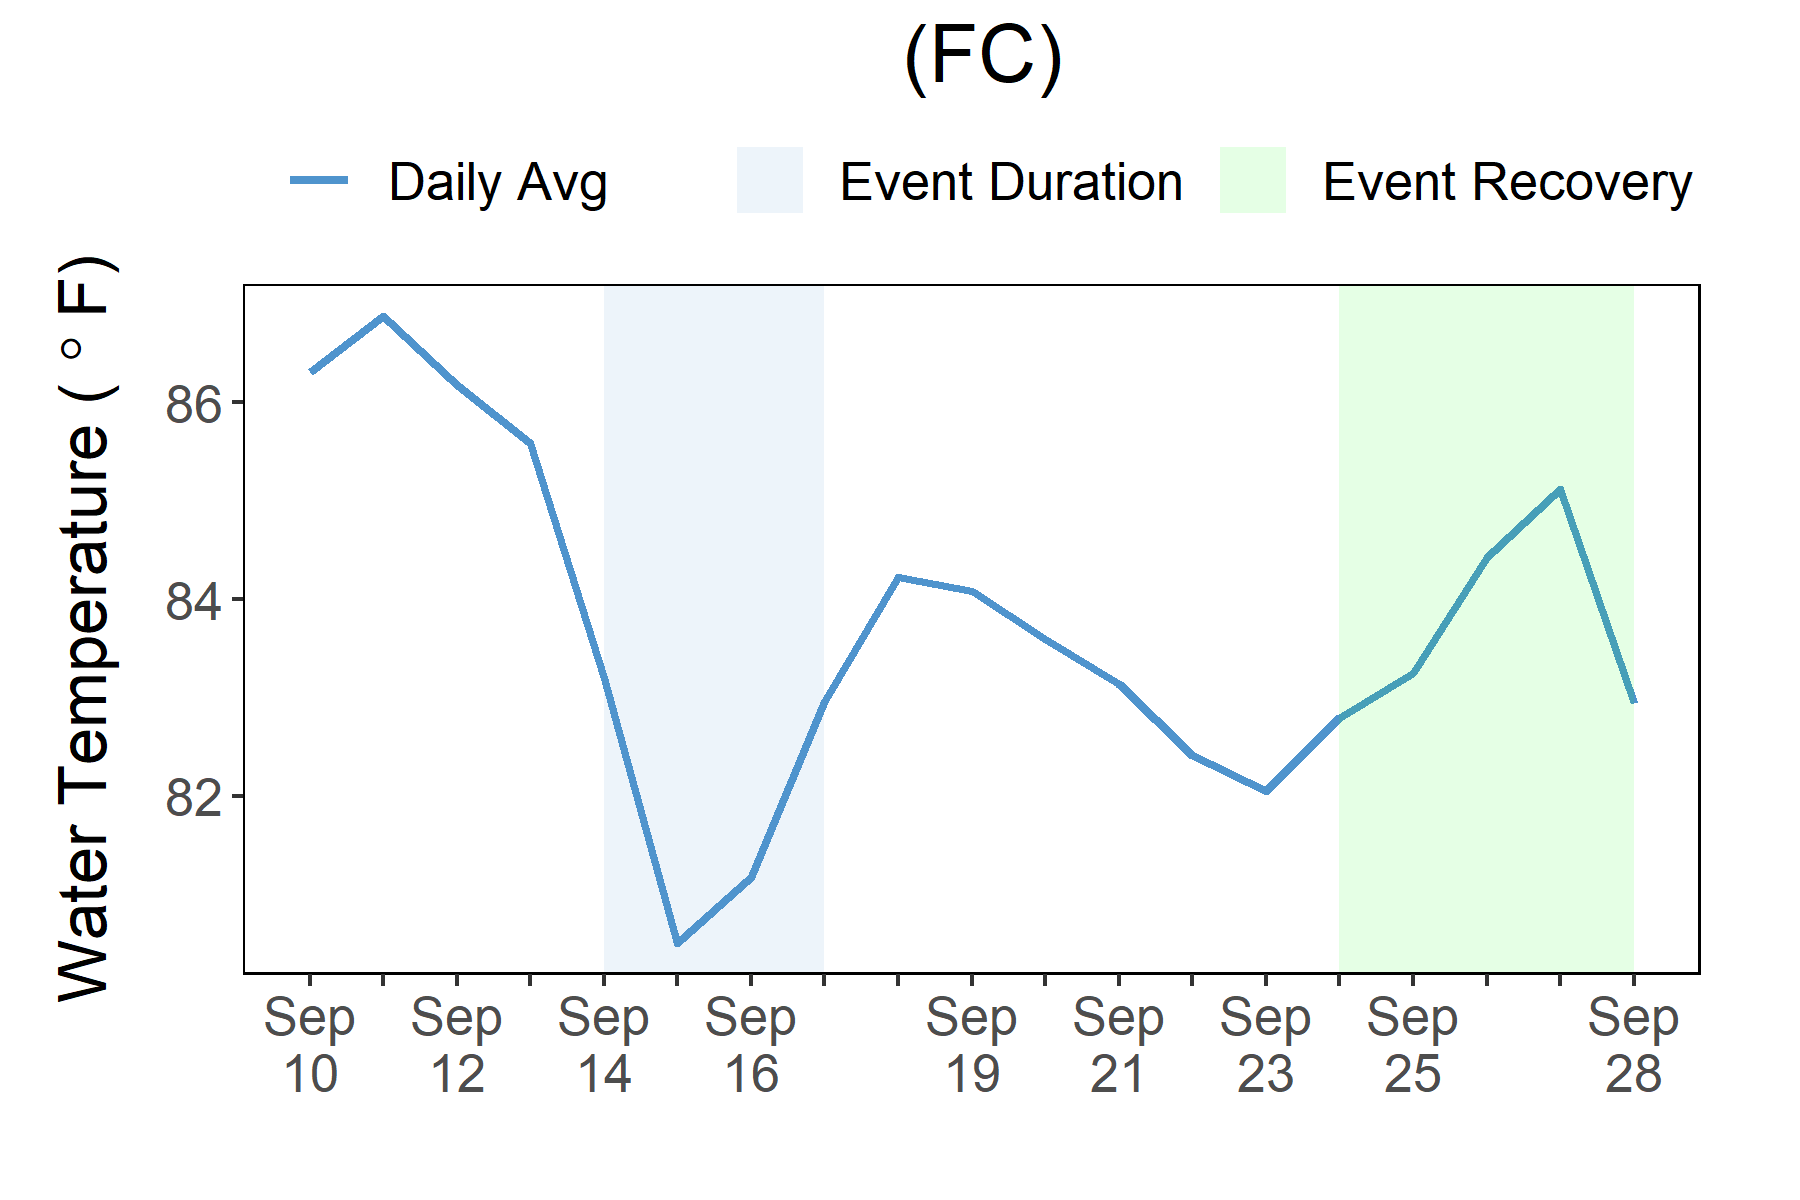 (FC)
Daily Avg
Event Duration
Event Recovery
Water Temperature ( ° F)
86
84
82
Sep 10
Sep 12
Sep 14
Sep 16
Sep 19
Sep 21
Sep 23
Sep 25
Sep 28